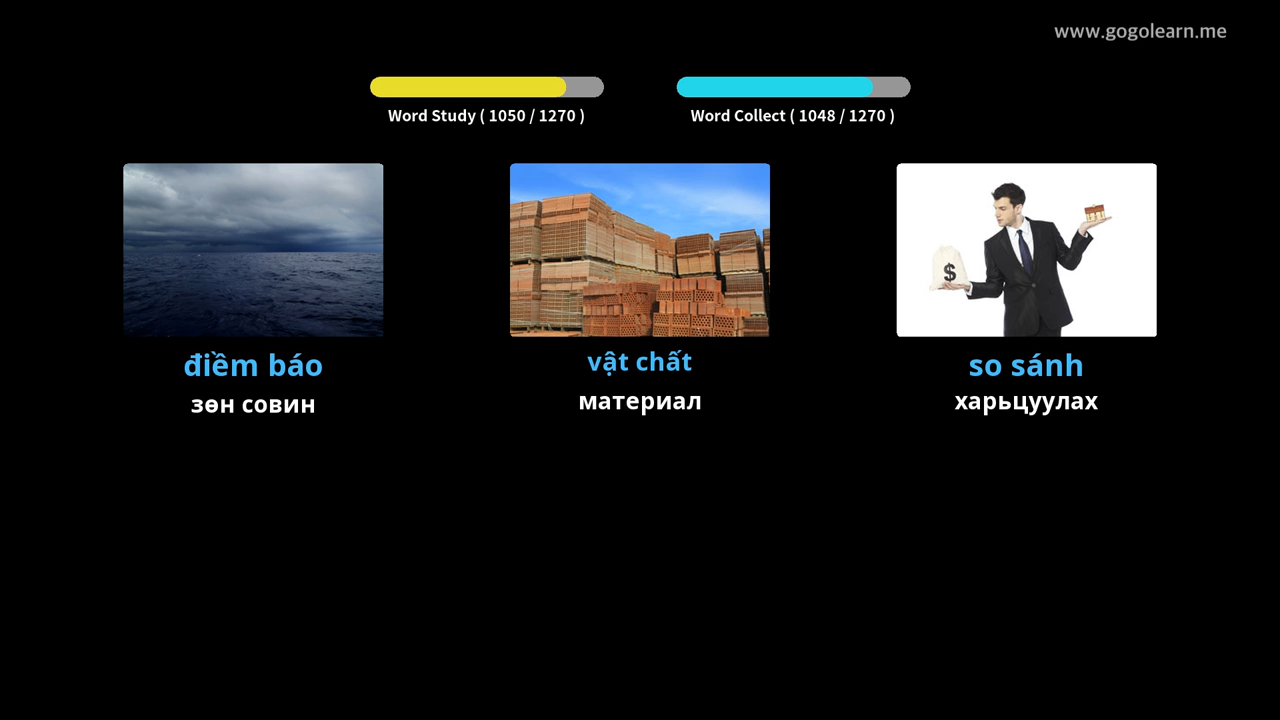 www.gogolearn.me
Word Study ( 1050 / 1270 )
Word Collect ( 1048 / 1270 )
$
điềm báo
зөн совин
vật chất
материал
so sánh
харьцуулах